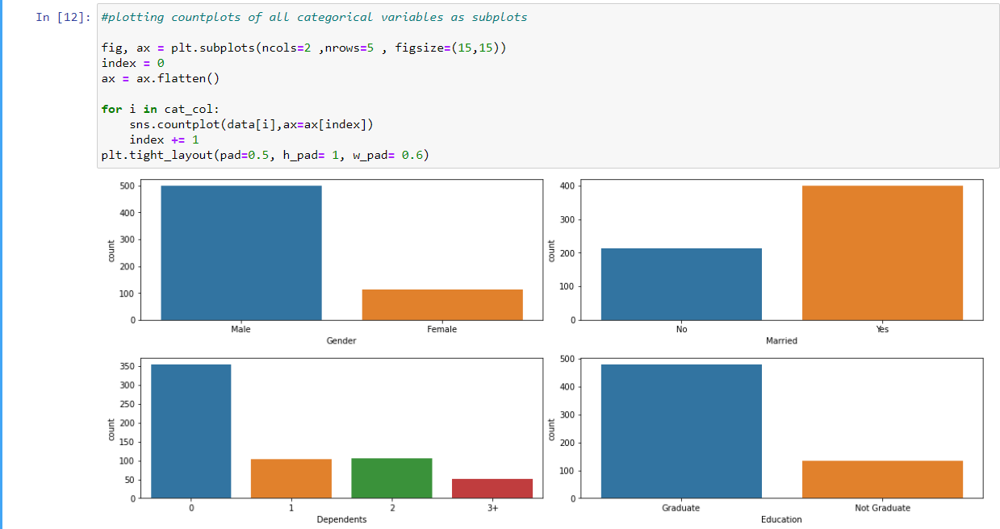 In [12]: #plotting countplots of all categorical variables as subplots
fig, ax = plt.subplots(ncols=2 ,nrows=5 , figsize=(15,15))
index = 0
ax = ax.flatten()
for i in cat_col:
    sns.countplot(data[i],ax=ax[index])
    index += 1
plt.tight_layout(pad=0.5, h_pad= 1, w_pad= 0.6)
500
400
300
200
100
0
count
Male Female
Gender
400
300
200
100
0
count
No Yes
Married
350
300
250
200
150
100
50
0
count
0 1 2 3+
Dependents
500
400
300
200
100
0
count
Graduate Not Graduate
Education